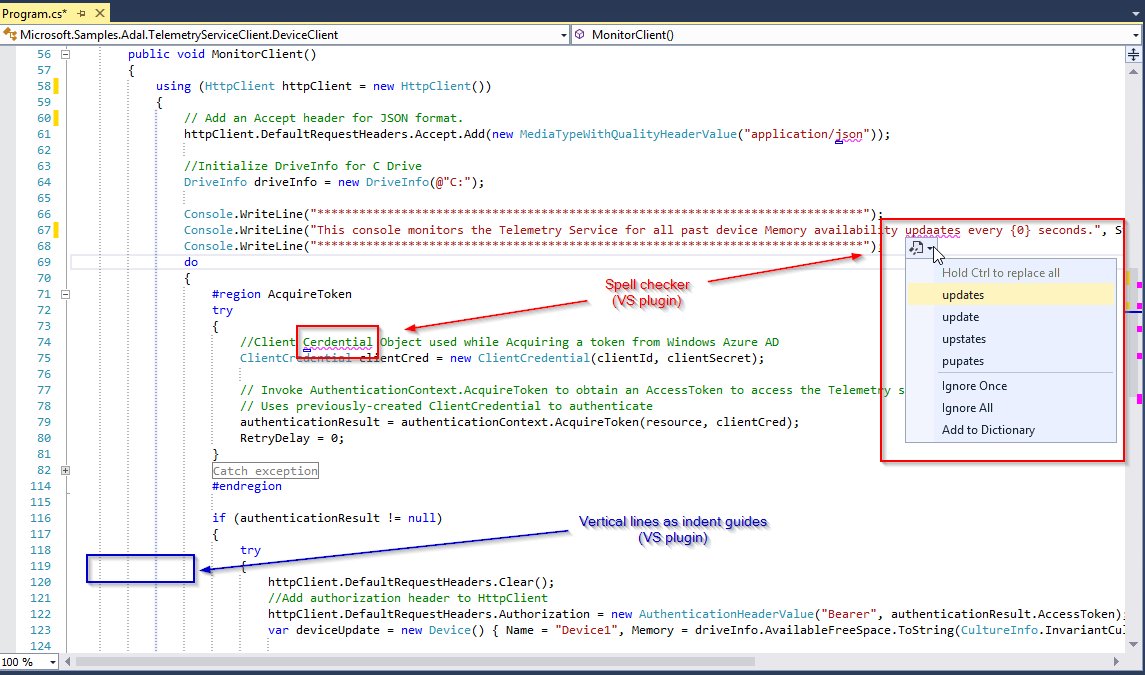 Program.cs*
Microsoft.Samples.Adal.TelemetryServiceClient.DeviceClient MonitorClient()
56 public void MonitorClient()
57 {
58 using (HttpClient httpClient = new HttpClient())
59 {
60 // Add an Accept header for JSON format.
61 httpClient.DefaultRequestHeaders.Accept.Add(new MediaTypeWithQualityHeaderValue("application/json"));
62
63 //Initialize DriveInfo for C Drive
64 DriveInfo driveInfo = new DriveInfo(@"C:");
65
66 Console.WriteLine("******************************************************************************");
67 Console.WriteLine("This console monitors the Telemetry Service for all past device Memory availability updaates every {0} seconds.", S
68 Console.WriteLine("******************************************************************************");
69 do
70 {
71 #region AcquireToken
72 try
73 {
74 //Client Cerdential Object used while Acquiring a token from Windows Azure AD
75 ClientCredential clientCred = new ClientCredential(clientId, clientSecret);
76
77 // Invoke AuthenticationContext.AcquireToken to obtain an AccessToken to access the Telemetry s
78 // Uses previously-created ClientCredential to authenticate
79 authenticationResult = authenticationContext.AcquireToken(resource, clientCred);
80 RetryDelay = 0;
81 }
82 Catch exception
114 #endregion
115
116 if (authenticationResult != null)
117 {
118 try
119 {
120 httpClient.DefaultRequestHeaders.Clear();
121 //Add authorization header to HttpClient
122 httpClient.DefaultRequestHeaders.Authorization = new AuthenticationHeaderValue("Bearer", authenticationResult.AccessToken);
123 var deviceUpdate = new Device() { Name = "Device1", Memory = driveInfo.AvailableFreeSpace.ToString(CultureInfo.InvariantCul
124
Hold Ctrl to replace all
updates
update
upstates
pupates
Ignore Once
Ignore All
Add to Dictionary
Spell checker
(VS plugin)
Vertical lines as indent guides
(VS plugin)
100 %